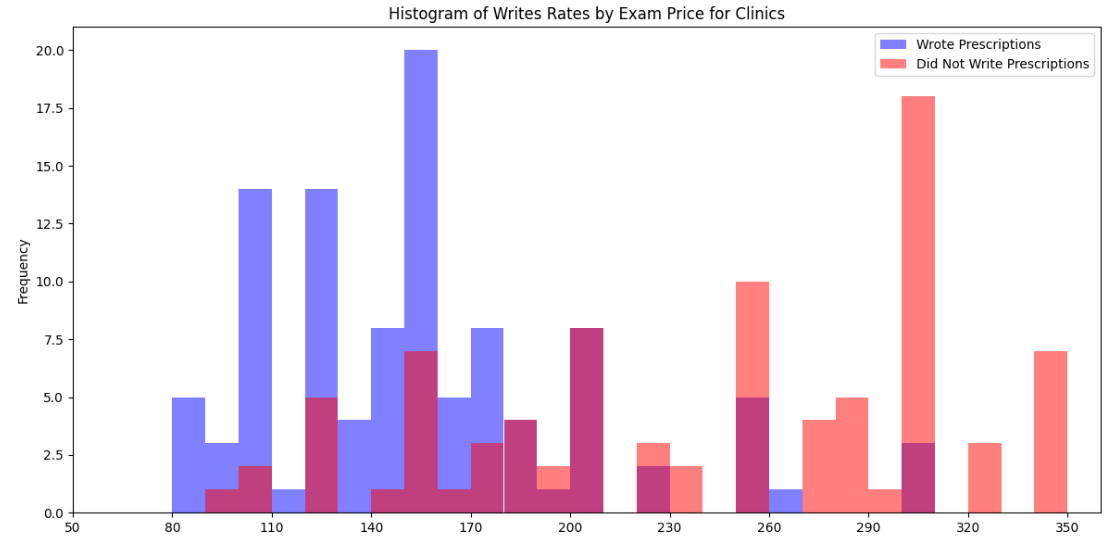 Histogram of Writes Rates by Exam Price for Clinics
Wrote Prescriptions
Did Not Write Prescriptions
Frequency
20.0
17.5
15.0
12.5
10.0
7.5
5.0
2.5
0.0
50 80 110 140 170 200 230 260 290 320 350